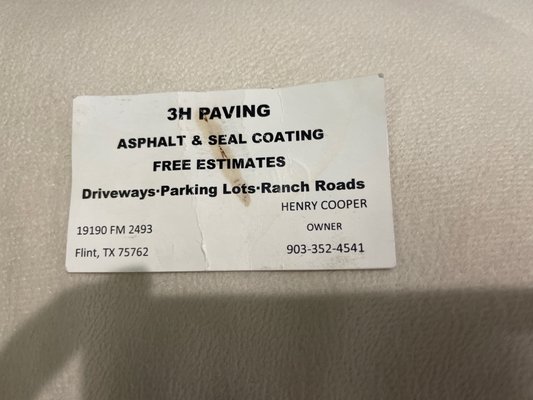 3H PAVING
ASPHALT & SEAL COATING
FREE ESTIMATES
Driveways·Parking Lots·Ranch Roads
HENRY COOPER
19190 FM 2493
OWNER
Flint, TX 75762
903-352-4541